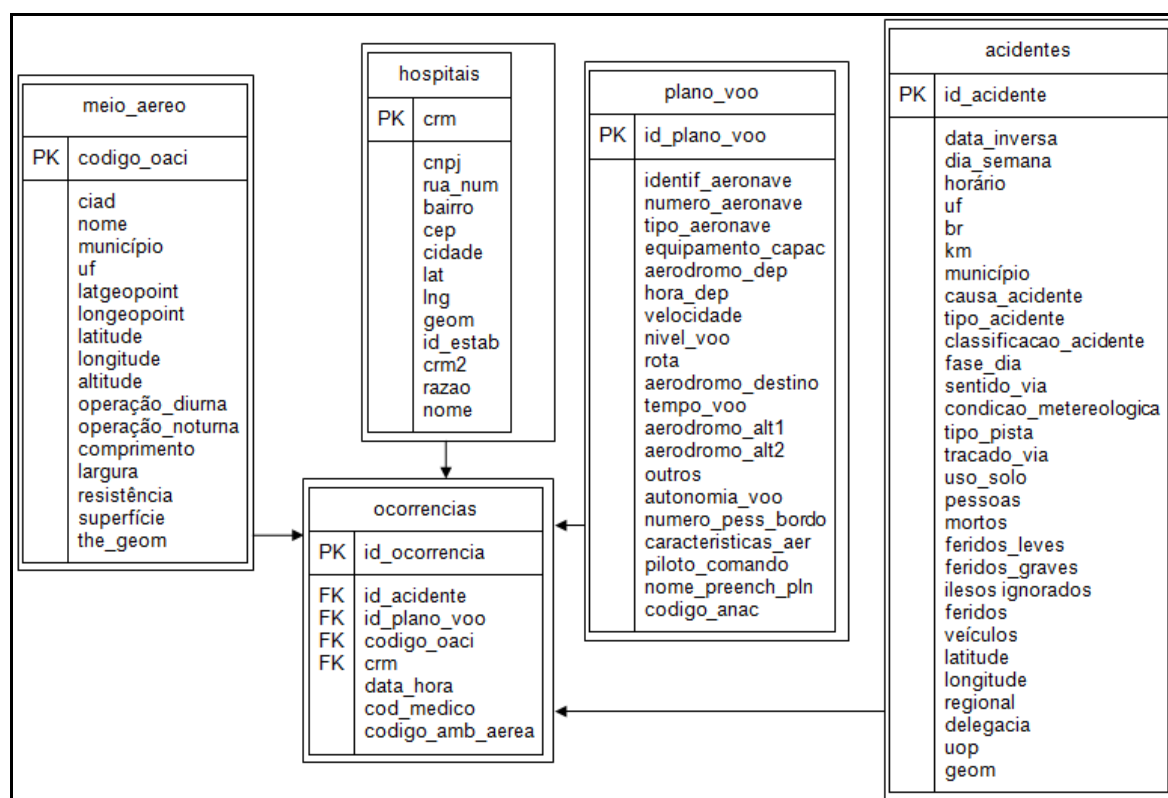 meio_aereo
PK codigo_oaci
ciad
nome
município
uf
latgeopoint
longeopoint
latitude
longitude
altitude
operação_diurna
operação_noturna
comprimento
largura
resistência
superfície
the_geom
hospitais
PK crm
cnpj
rua_num
bairro
cep
cidade
lat
lng
geom
id_estab
crm2
razao
nome
plano_voo
PK id_plano_voo
identif_aeronave
numero_aeronave
tipo_aeronave
equipamento_capac
aerodromo_dep
hora_dep
velocidade
nivel_voo
rota
aerodromo_destino
tempo_voo
aerodromo_alt1
aerodromo_alt2
outros
autonomia_voo
numero_pess_bordo
caracteristicas_aer
piloto_comando
nome_preench_pln
codigo_anac
acidentes
PK id_acidente
data_inversa
dia_semana
horário
uf
br
km
município
causa_acidente
tipo_acidente
classificacao_acidente
fase_dia
sentido_via
condicao_metereologica
tipo_pista
tracado_via
uso_solo
pessoas
mortos
feridos_leves
feridos_graves
ilesos ignorados
feridos
veículos
latitude
longitude
regional
delegacia
uop
geom
ocorrencias
PK id_ocorrencia
FK id_acidente
FK id_plano_voo
FK codigo_oaci
FK crm
data_hora
cod_medico
codigo_amb_aerea